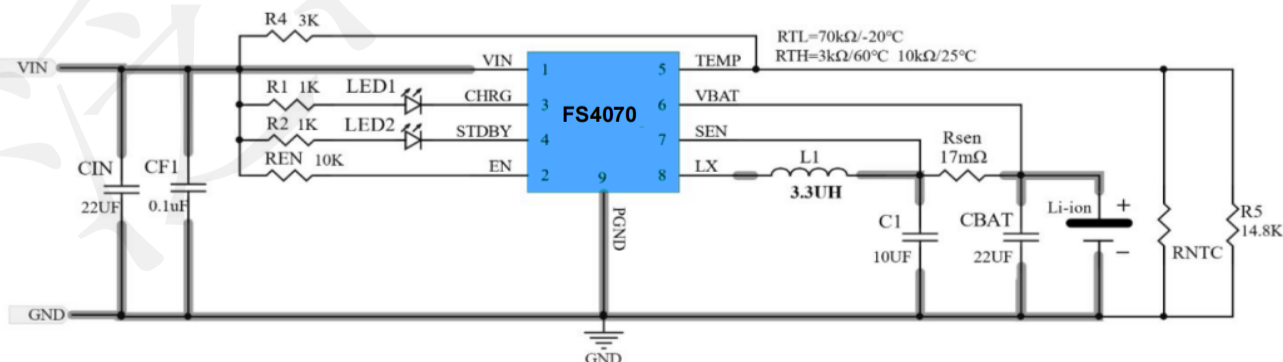 R4 3K
RTL=70kΩ/-20°C
RTH=3kΩ/60°C 10kΩ/25°C
VIN
VIN
1
5
TEMP
R1 1K
LED1
CHRG
3
FS4070
6
VBAT
R2 1K
LED2
STDBY
4
7
SEN
REN 10K
EN
2
9
8
LX
L1
3.3UH
Rsen
17mΩ
CIN
22UF
CF1
0.1uF
PGND
C1
10UF
CBAT
22UF
Li-ion
+
−
RNTC
R5
14.8K
GND
GND